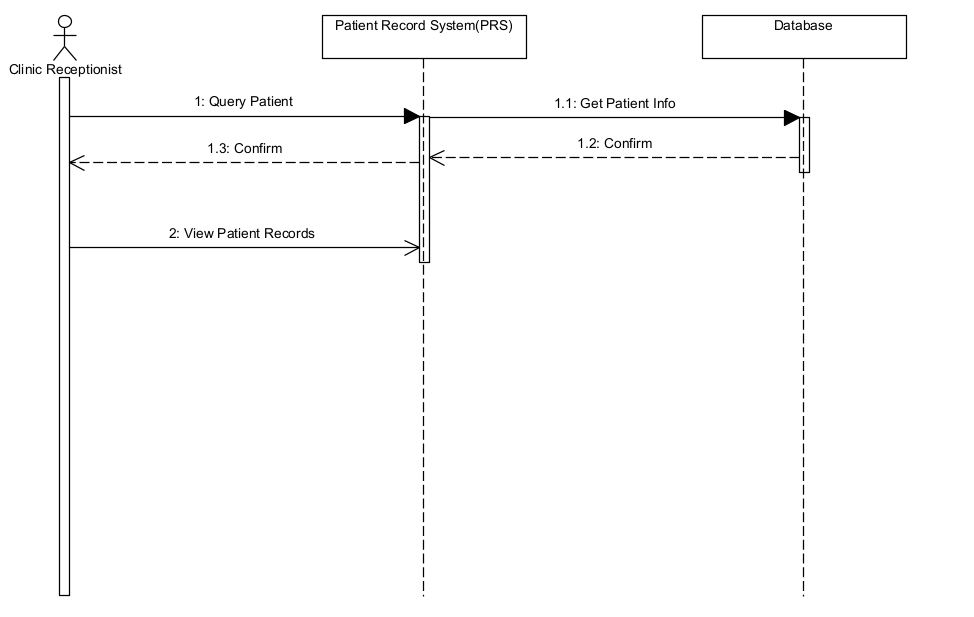 Patient Record System(PRS)
Database
Clinic Receptionist
1: Query Patient
1.1: Get Patient Info
1.3: Confirm
1.2: Confirm
2: View Patient Records